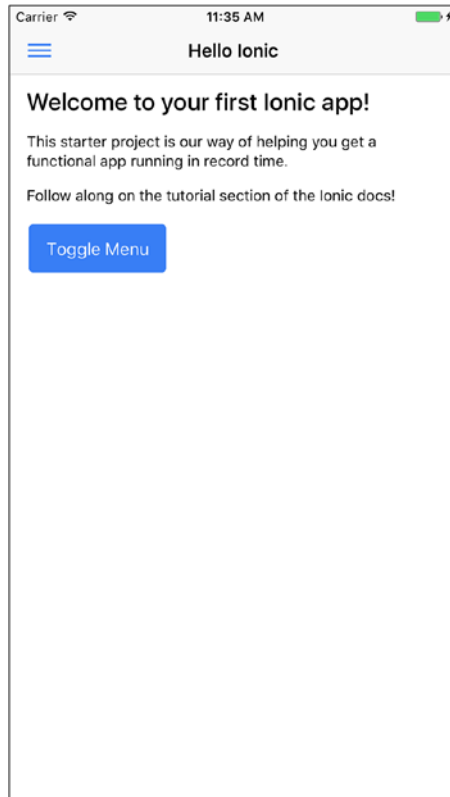 Carrier 11:35 AM
Hello Ionic
Welcome to your first Ionic app!
This starter project is our way of helping you get a
functional app running in record time.
Follow along on the tutorial section of the Ionic docs!
Toggle Menu